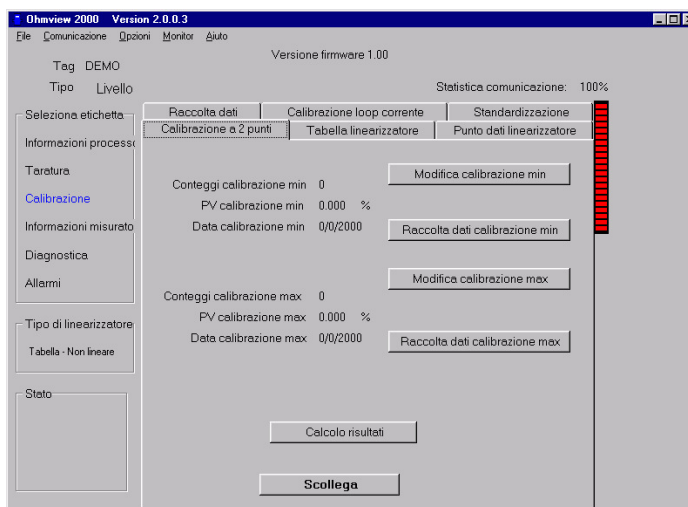 Ohmview 2000 Version 2.0.0.3
File Comunicazione Opzioni Monitor Aiuto
Versione firmware 1.00
Tag DEMO
Tipo Livello
Statistica comunicazione: 100%
Seleziona etichetta
Informazioni processo
Taratura
Calibrazione
Informazioni misurato
Diagnostica
Allarmi
Tipo di linearizzatore
Tabella - Non lineare
Stato
Raccolta dati Calibrazione loop corrente Standardizzazione
Calibrazione a 2 punti Tabella linearizzatore Punto dati linearizzatore
Modifica calibrazione min
Conteggi calibrazione min 0
PV calibrazione min 0.000 %
Data calibrazione min 0/0/2000
Raccolta dati calibrazione min
Modifica calibrazione max
Conteggi calibrazione max 0
PV calibrazione max 0.000 %
Data calibrazione max 0/0/2000
Raccolta dati calibrazione max
Calcolo risultati
Scollega